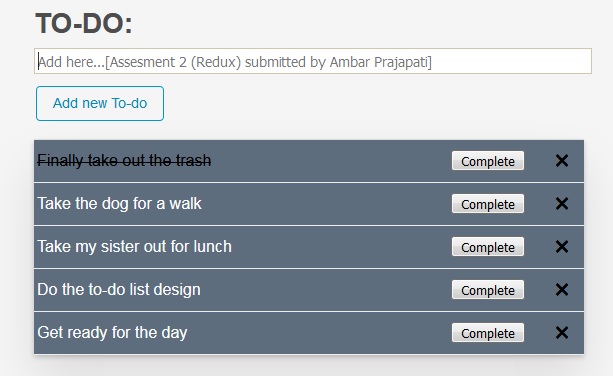 TO-DO:
Add here...[Assesment 2 (Redux) submitted by Ambar Prajapati]
Add new To-do
Finally take out the trash Complete ✕
Take the dog for a walk Complete ✕
Take my sister out for lunch Complete ✕
Do the to-do list design Complete ✕
Get ready for the day Complete ✕